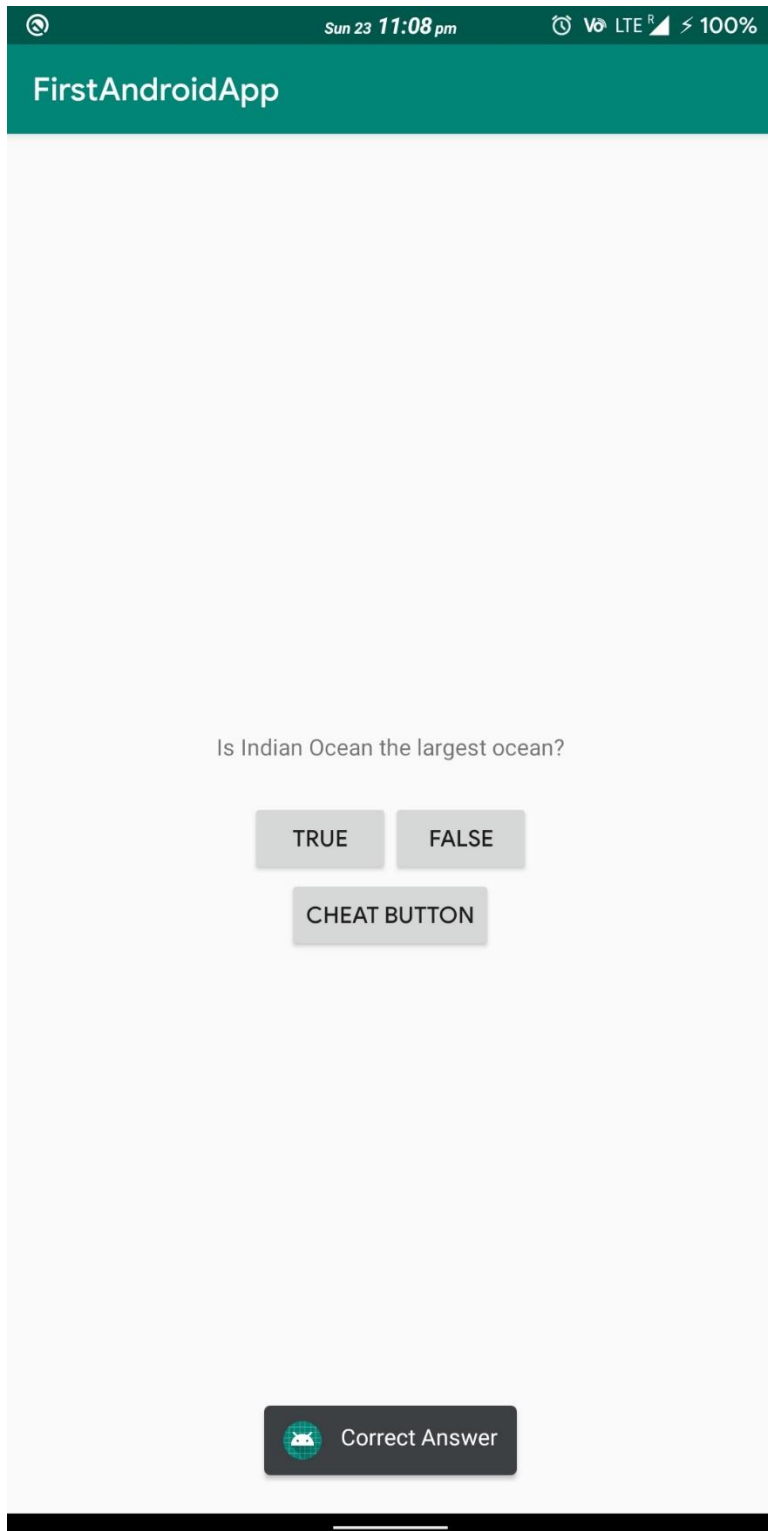 Sun 23 11:08 pm
Vo LTE R 100%
FirstAndroidApp
Is Indian Ocean the largest ocean?
TRUE FALSE
CHEAT BUTTON
Correct Answer